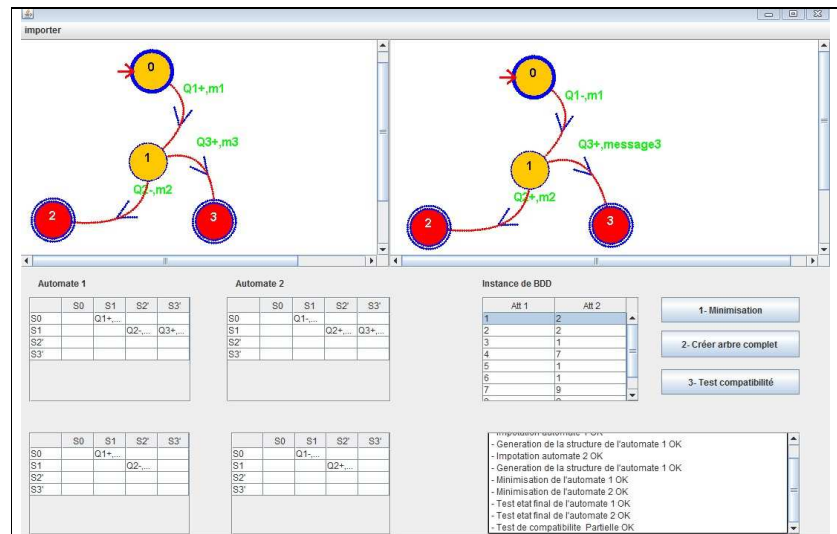 importer
0
Q1+,m1
Q3+,m3
1
Q2-,m2
2
3
0
Q1-,m1
Q3+,message3
1
Q2+,m2
2
3
Automate 1
S0 S1 S2' S3'
S0 Q1+,...
S1 Q2-,... Q3+,...
S2'
S3'
Automate 2
S0 S1 S2' S3'
S0 Q1-,...
S1 Q2+,... Q3+,...
S2'
S3'
Instance de BDD
Att 1 Att 2
1 2
2 2
3 1
4 7
5 1
6 1
7 9
1- Minimisation
2- Créer arbre complet
3- Test compatibilité
S0 S1 S2' S3'
S0 Q1+,...
S1 Q2-,...
S2'
S3'
S0 S1 S2' S3'
S0 Q1-,...
S1 Q2+,...
S2'
S3'
- Impotation automate 1 OK
- Generation de la structure de l'automate 1 OK
- Impotation automate 2 OK
- Generation de la structure de l'automate 1 OK
- Minimisation de l'automate 1 OK
- Minimisation de l'automate 2 OK
- Test etat final de l'automate 1 OK
- Test etat final de l'automate 2 OK
- Test de compatibilite Partielle OK